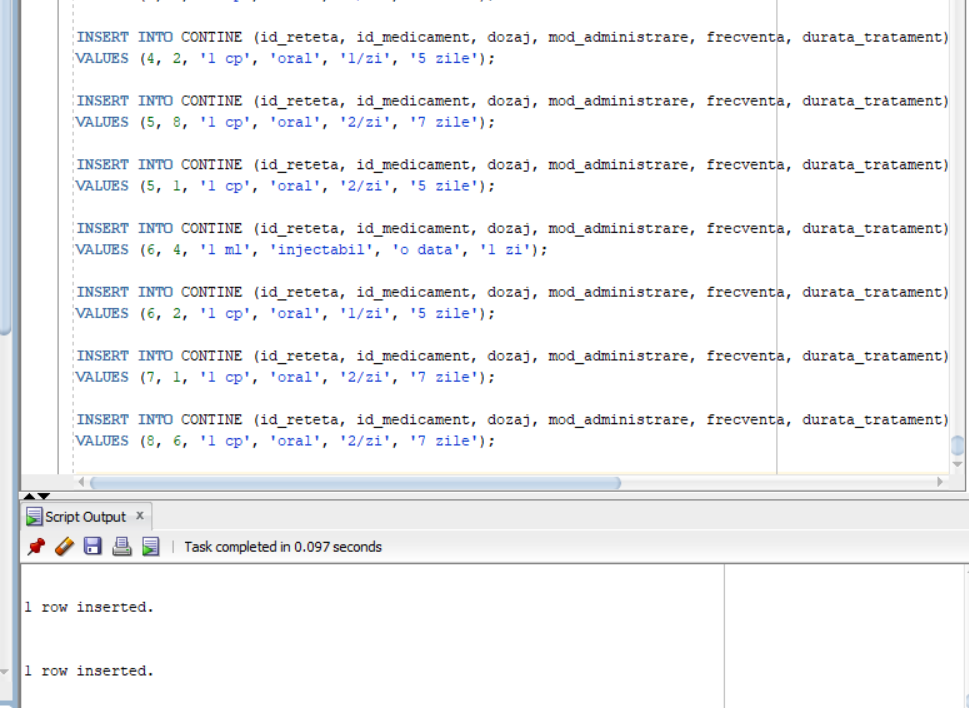 INSERT INTO CONTINE (id_reteta, id_medicament, dozaj, mod_administrare, frecventa, durata_tratament)
VALUES (4, 2, '1 cp', 'oral', '1/zi', '5 zile');
INSERT INTO CONTINE (id_reteta, id_medicament, dozaj, mod_administrare, frecventa, durata_tratament)
VALUES (5, 8, '1 cp', 'oral', '2/zi', '7 zile');
INSERT INTO CONTINE (id_reteta, id_medicament, dozaj, mod_administrare, frecventa, durata_tratament)
VALUES (5, 1, '1 cp', 'oral', '2/zi', '5 zile');
INSERT INTO CONTINE (id_reteta, id_medicament, dozaj, mod_administrare, frecventa, durata_tratament)
VALUES (6, 4, '1 ml', 'injectabil', 'o data', '1 zi');
INSERT INTO CONTINE (id_reteta, id_medicament, dozaj, mod_administrare, frecventa, durata_tratament)
VALUES (6, 2, '1 cp', 'oral', '1/zi', '5 zile');
INSERT INTO CONTINE (id_reteta, id_medicament, dozaj, mod_administrare, frecventa, durata_tratament)
VALUES (7, 1, '1 cp', 'oral', '2/zi', '7 zile');
INSERT INTO CONTINE (id_reteta, id_medicament, dozaj, mod_administrare, frecventa, durata_tratament)
VALUES (8, 6, '1 cp', 'oral', '2/zi', '7 zile');
Script Output x
Task completed in 0.097 seconds
1 row inserted.
1 row inserted.